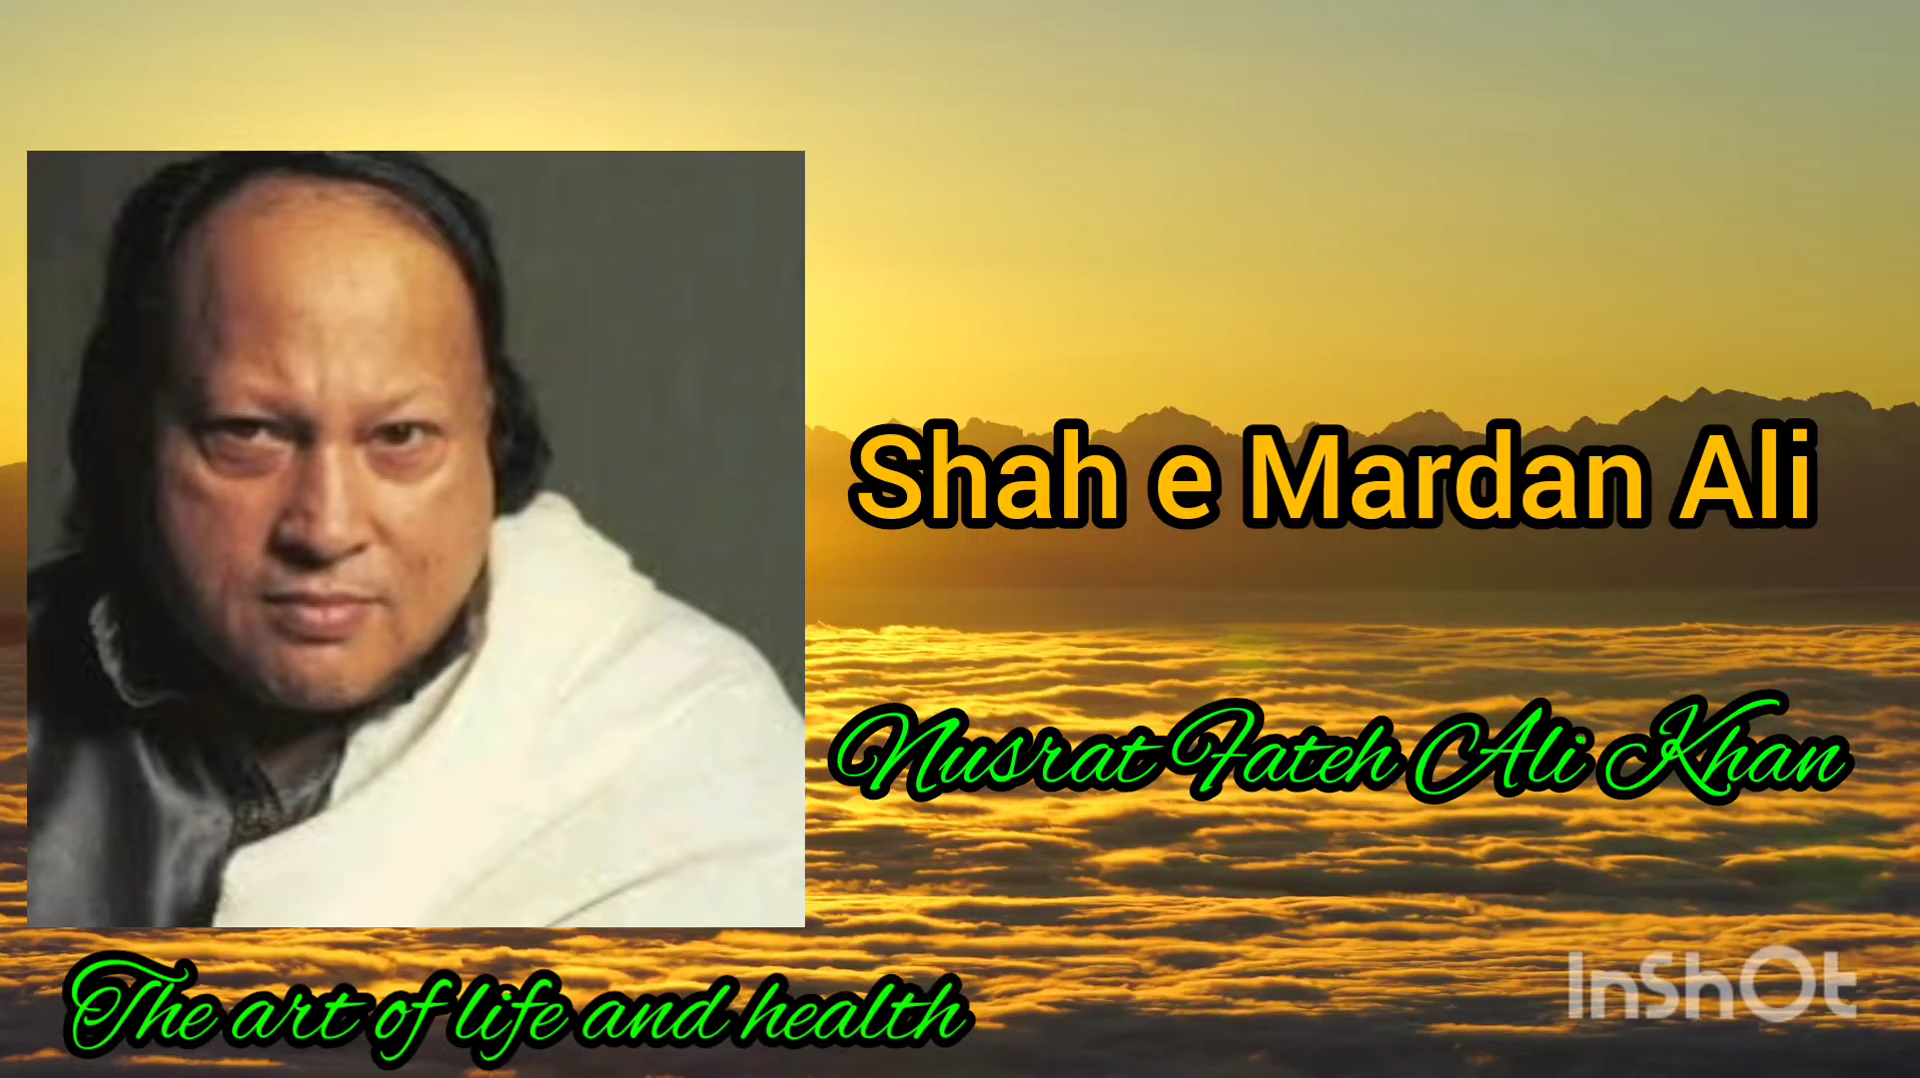 Shah e Mardan Ali
Nusrat Fateh Ali Khan
The art of life and health
InShOt